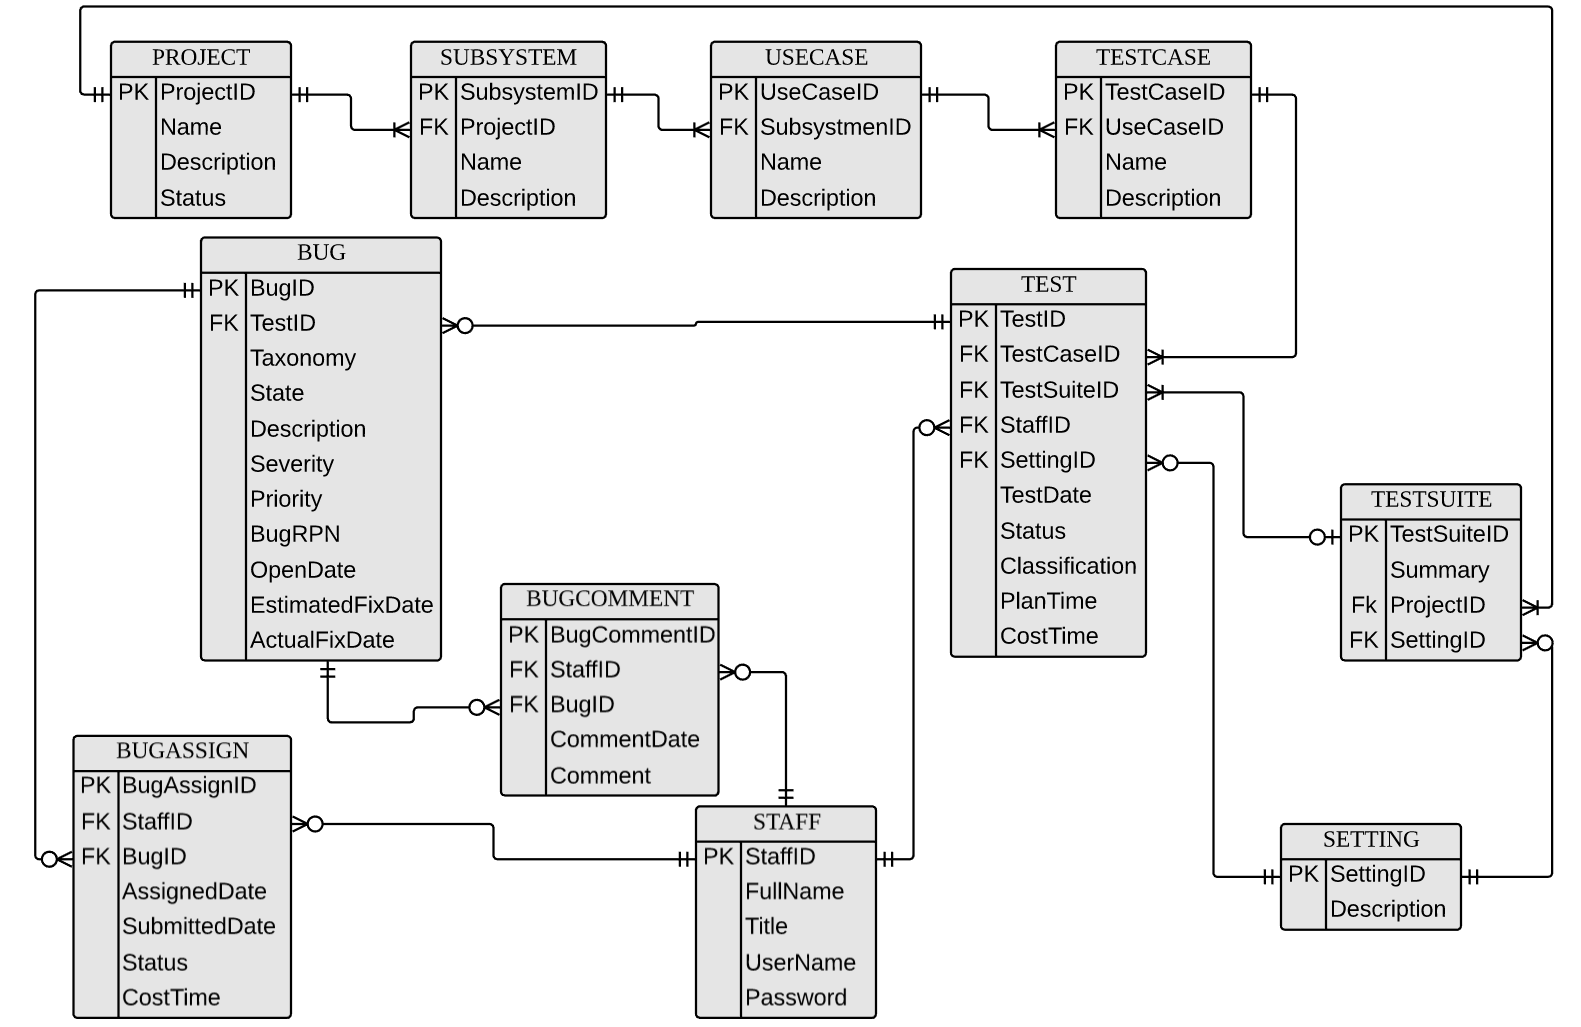 PROJECT
PK ProjectID
Name
Description
Status
SUBSYSTEM
PK SubsystemID
FK ProjectID
Name
Description
USECASE
PK UseCaseID
FK SubsystmenID
Name
Description
TESTCASE
PK TestCaseID
FK UseCaseID
Name
Description
BUG
PK BugID
FK TestID
Taxonomy
State
Description
Severity
Priority
BugRPN
OpenDate
EstimatedFixDate
ActualFixDate
TEST
PK TestID
FK TestCaseID
FK TestSuiteID
FK StaffID
FK SettingID
TestDate
Status
Classification
PlanTime
CostTime
TESTSUITE
PK TestSuiteID
Summary
Fk ProjectID
FK SettingID
BUGCOMMENT
PK BugCommentID
FK StaffID
FK BugID
CommentDate
Comment
BUGASSIGN
PK BugAssignID
FK StaffID
FK BugID
AssignedDate
SubmittedDate
Status
CostTime
STAFF
PK StaffID
FullName
Title
UserName
Password
SETTING
PK SettingID
Description